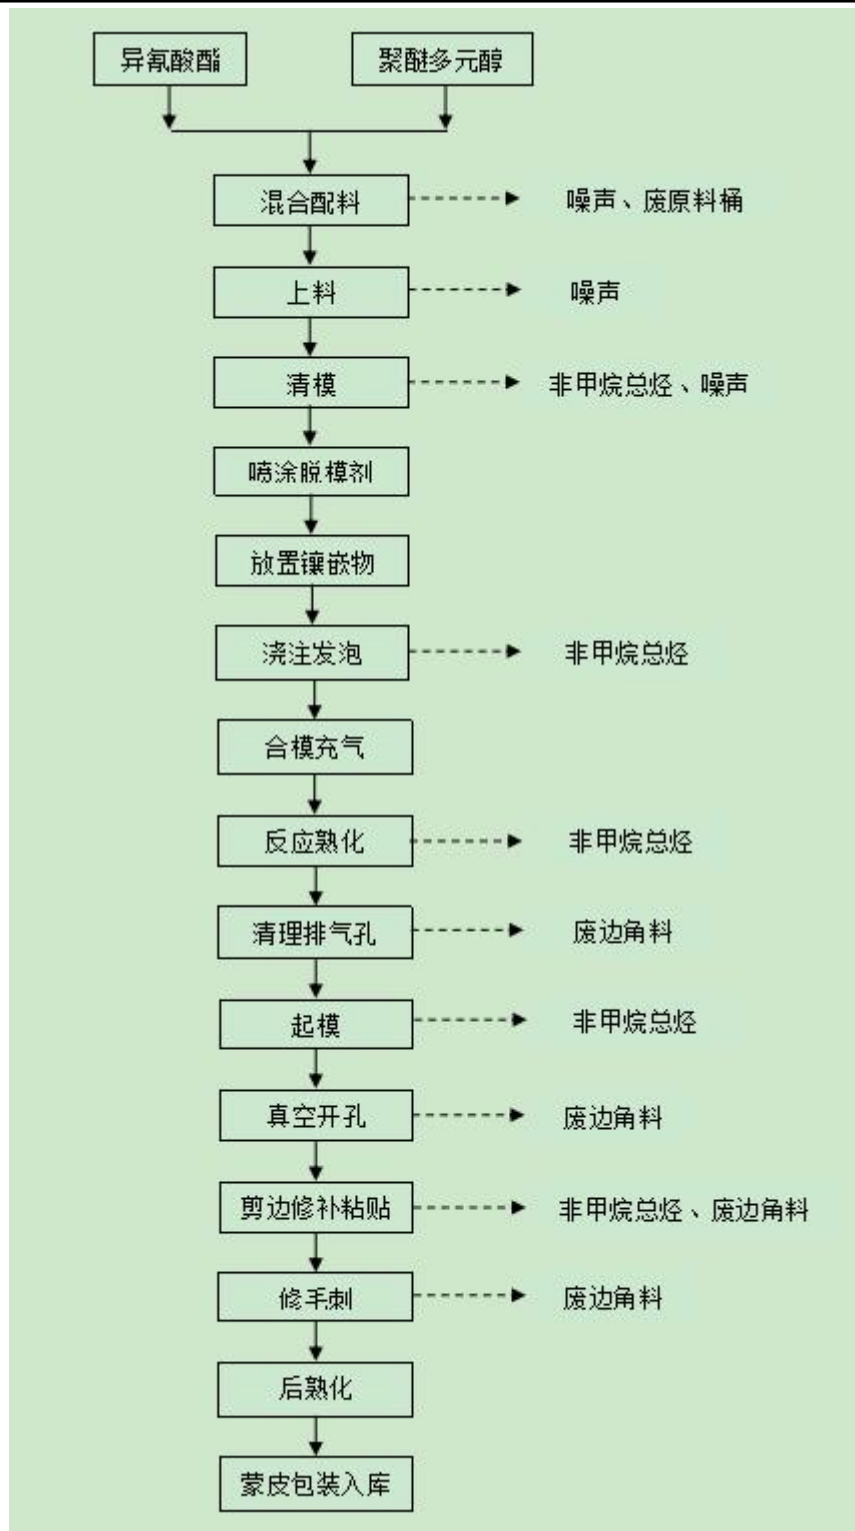 异氰酸酯 聚醚多元醇
混合配料 噪声、废原料桶
上料 噪声
清模 非甲烷总烃、噪声
喷涂脱模剂
放置镶嵌物
浇注发泡 非甲烷总烃
合模充气
反应熟化 非甲烷总烃
清理排气孔 废边角料
起模 非甲烷总烃
真空开孔 废边角料
剪边修补粘贴 非甲烷总烃、废边角料
修毛刺 废边角料
后熟化
蒙皮包装入库